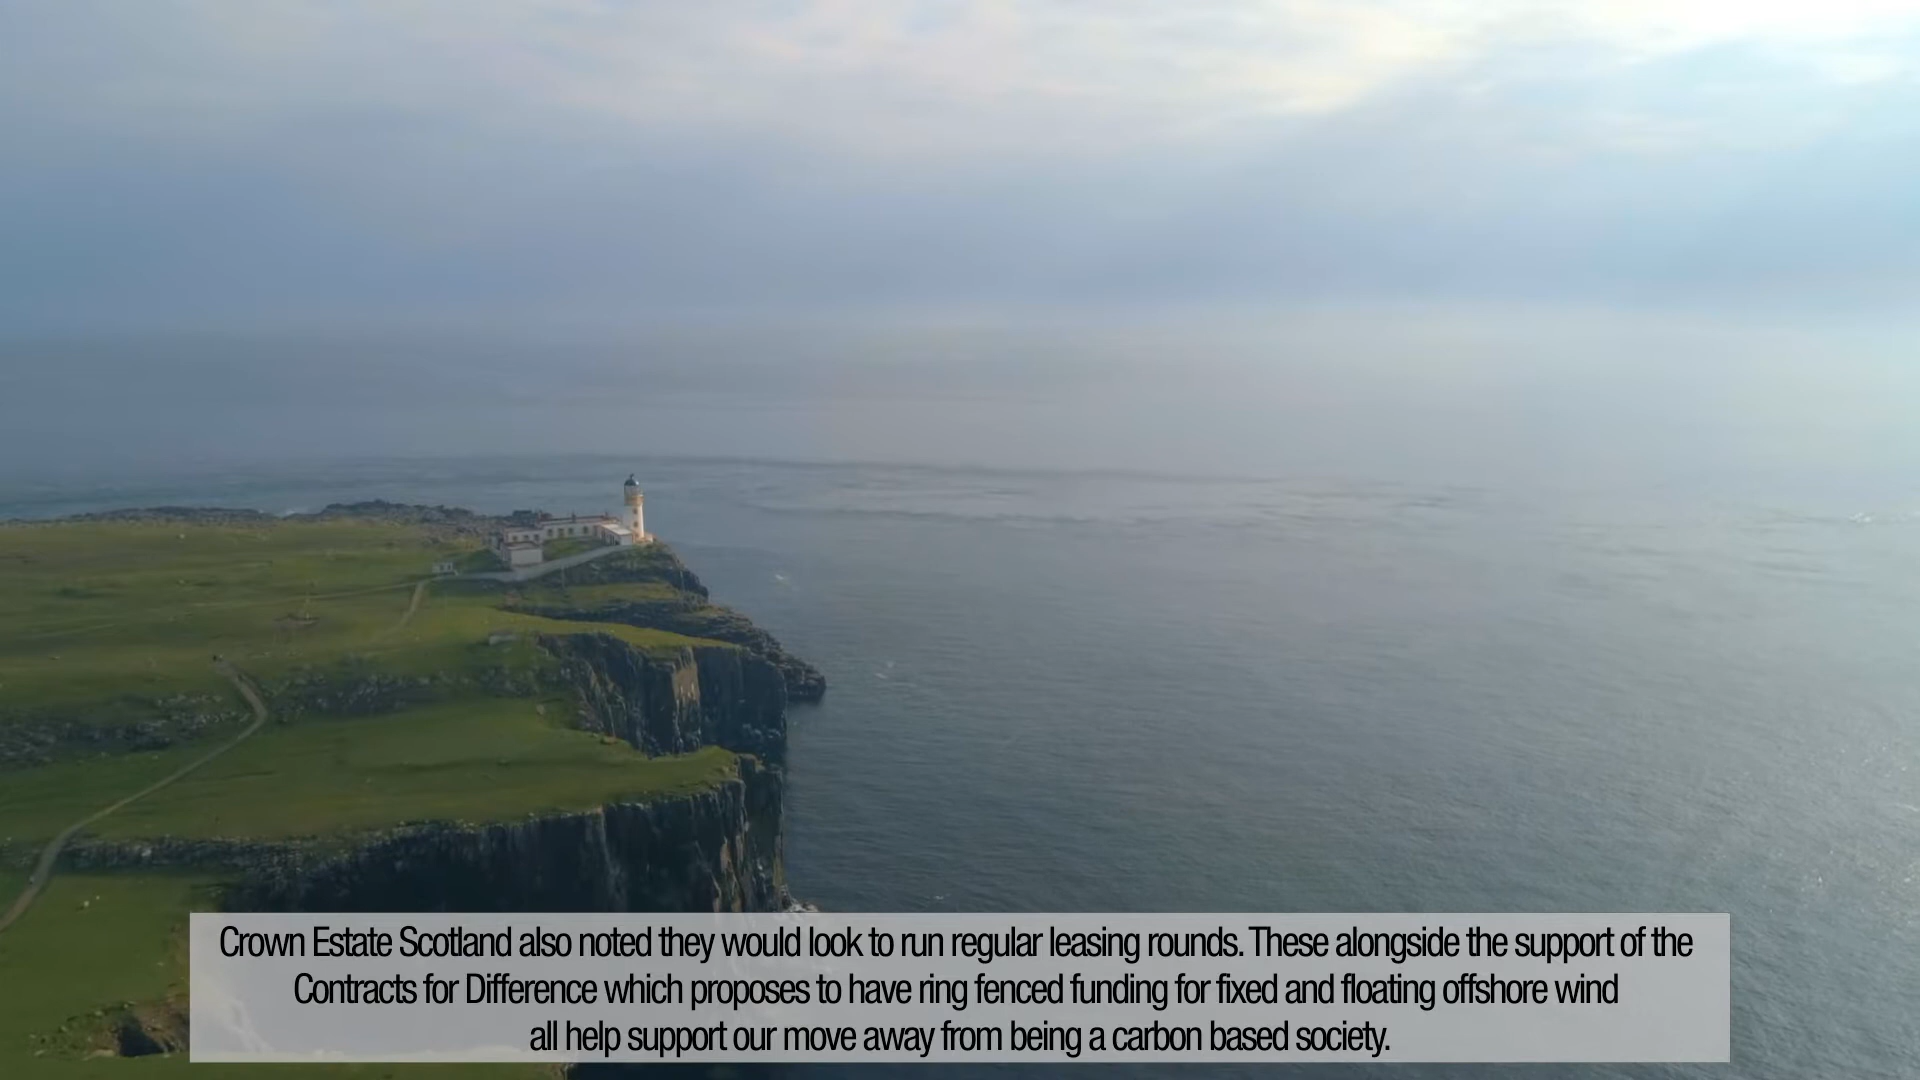 Crown Estate Scotland also noted they would look to run regular leasing rounds. These alongside the support of the
Contracts for Difference which proposes to have ring fenced funding for fixed and floating offshore wind
all help support our move away from being a carbon based society.